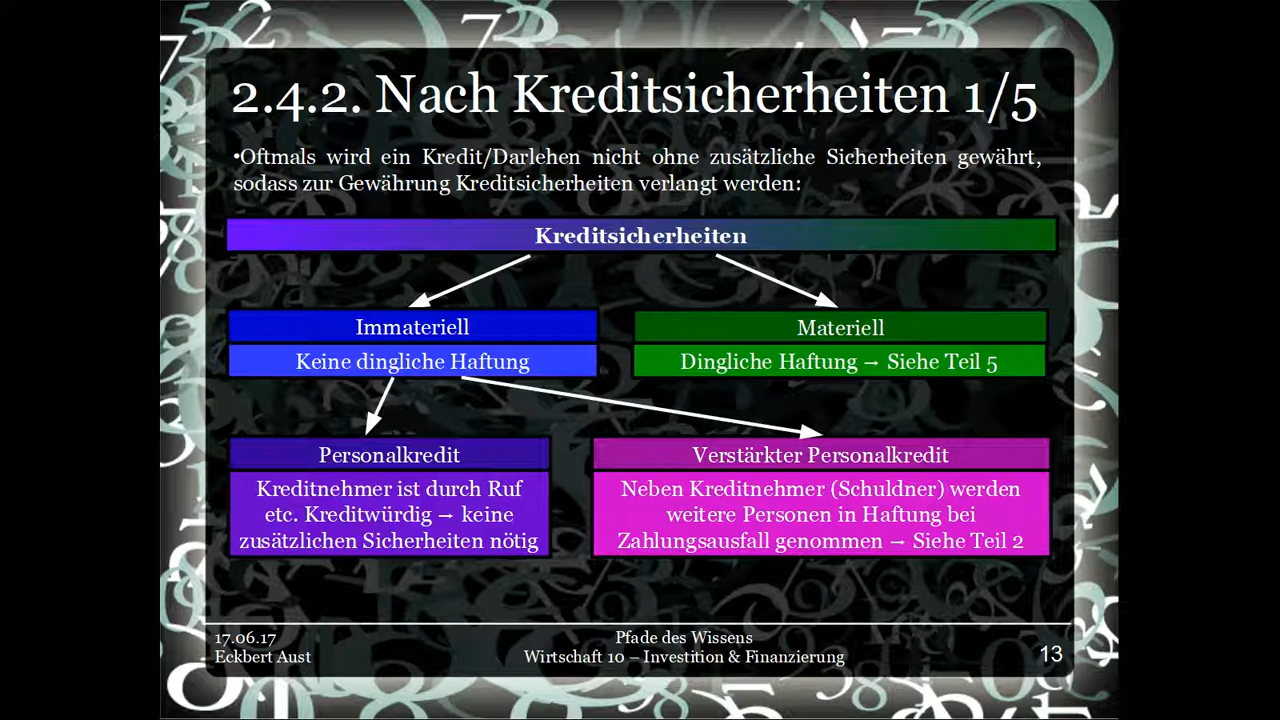 2.4.2. Nach Kreditsicherheiten 1/5
•Oftmals wird ein Kredit/Darlehen nicht ohne zusätzliche Sicherheiten gewährt,
sodass zur Gewährung Kreditsicherheiten verlangt werden:
Kreditsicherheiten
Immateriell
Keine dingliche Haftung
Materiell
Dingliche Haftung → Siehe Teil 5
Personalkredit
Kreditnehmer ist durch Ruf
etc. Kreditwürdig → keine
zusätzlichen Sicherheiten nötig
Verstärkter Personalkredit
Neben Kreditnehmer (Schuldner) werden
weitere Personen in Haftung bei
Zahlungsausfall genommen → Siehe Teil 2
17.06.17
Eckbert Aust
Pfade des Wissens
Wirtschaft 10 – Investition & Finanzierung
13